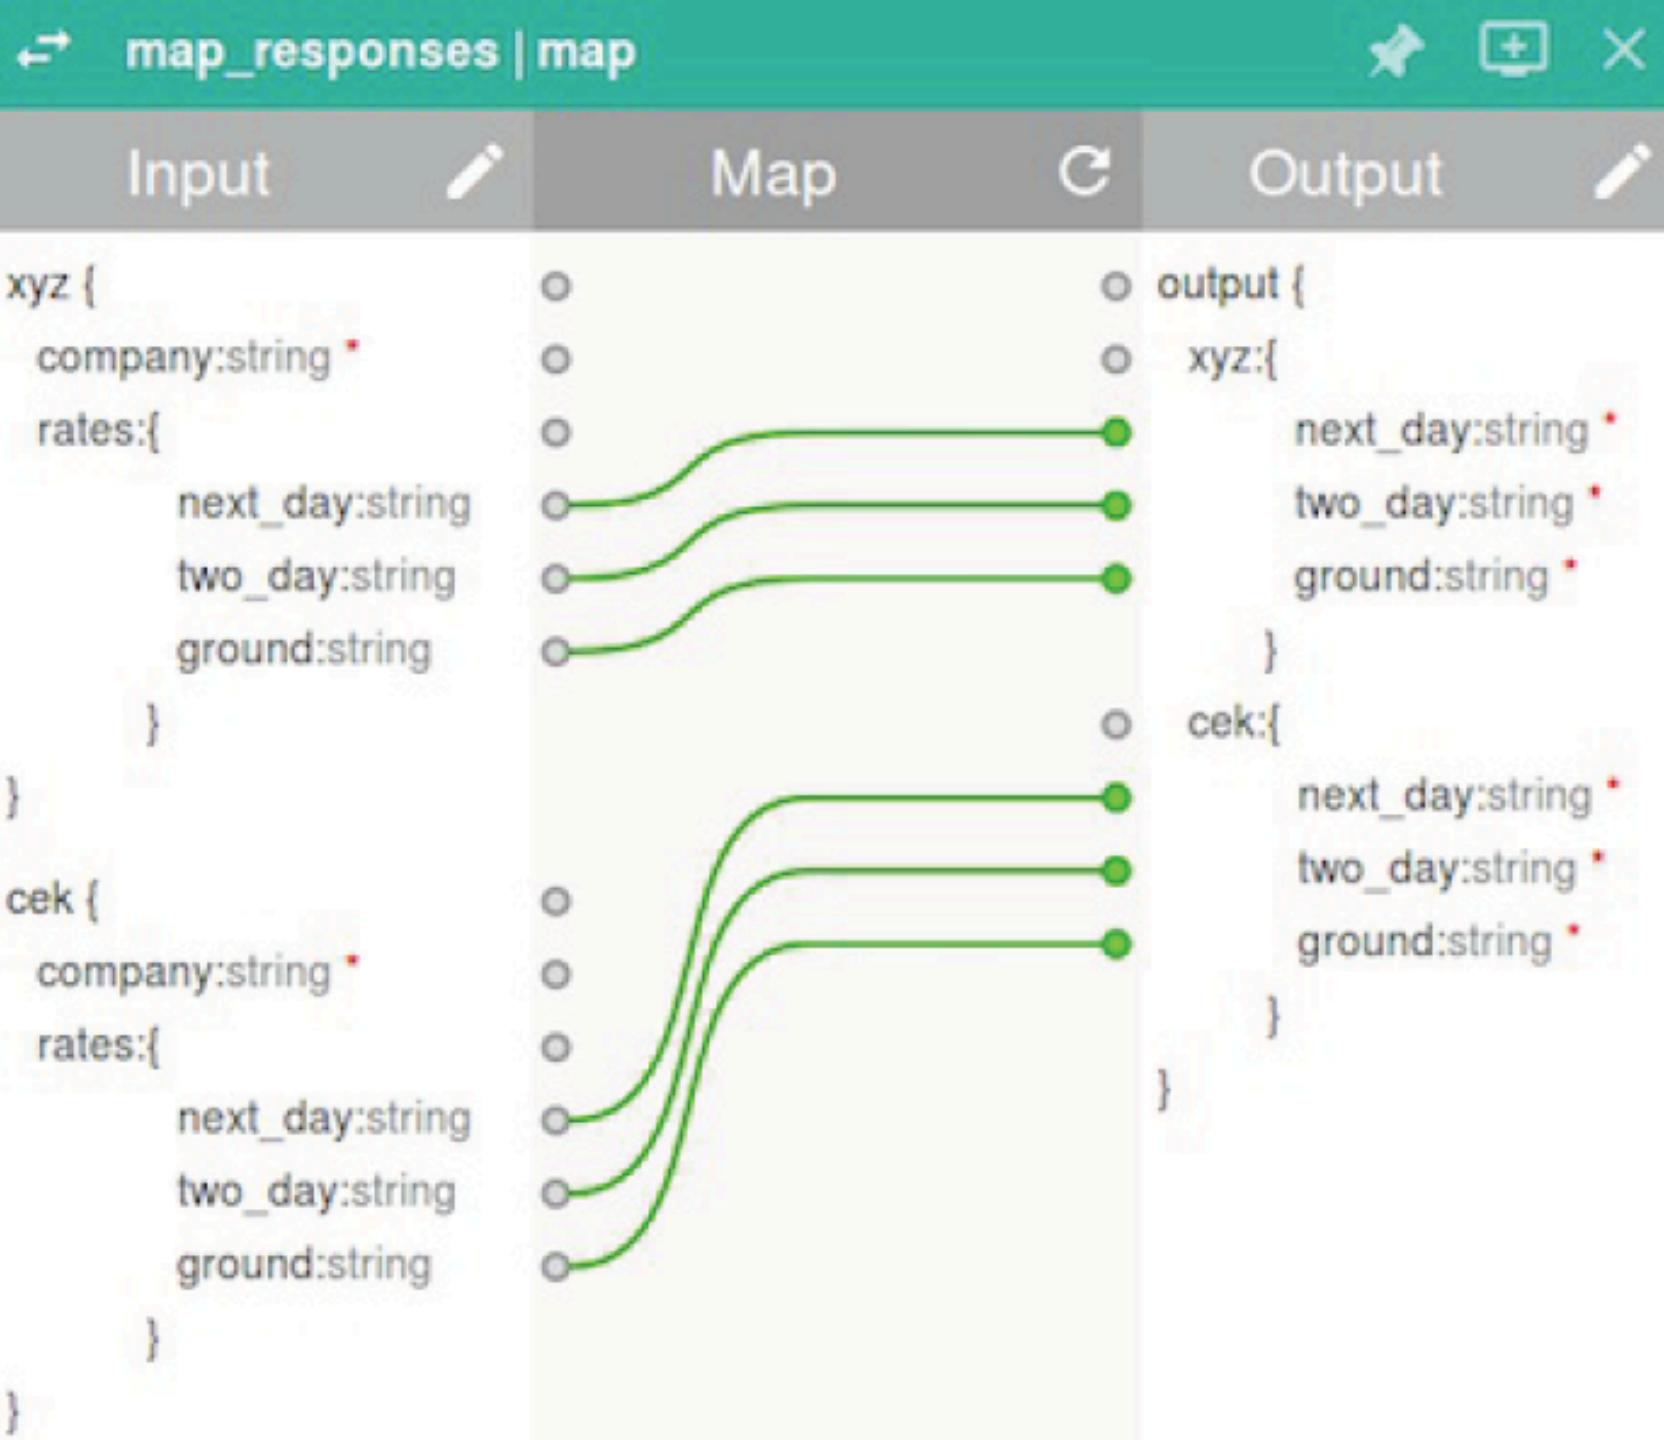 map_responses | map
Input
Map
Output
xyz {
company:string *
rates:{
next_day:string
two_day:string
ground:string
}
}
cek {
company:string *
rates:{
next_day:string
two_day:string
ground:string
}
}
output {
xyz:{
next_day:string *
two_day:string *
ground:string *
}
cek:{
next_day:string *
two_day:string *
ground:string *
}
}